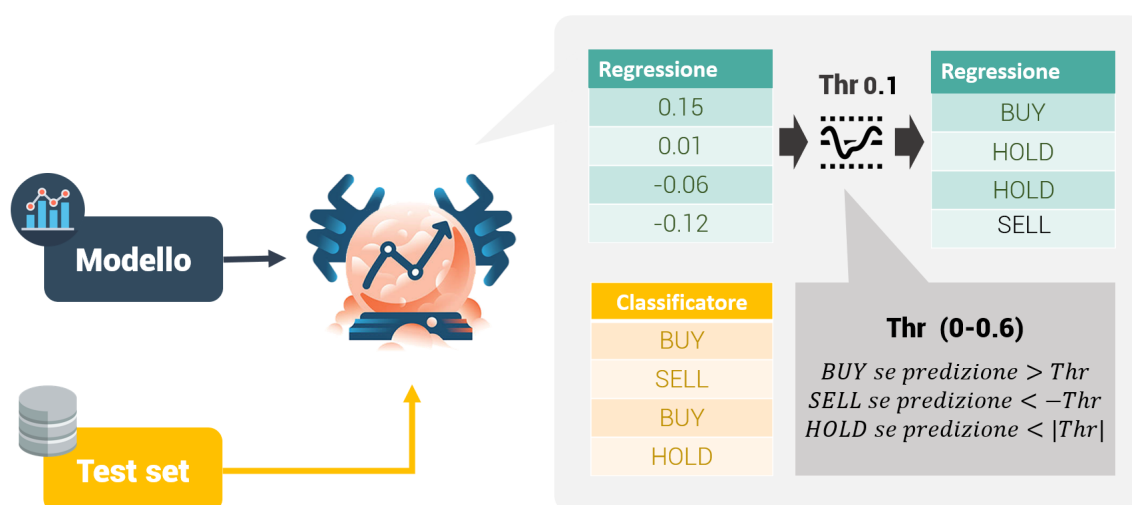 Modello
Test set
Regressione
0.15
0.01
-0.06
-0.12
Thr 0.1
Regressione
BUY
HOLD
HOLD
SELL
Classificatore
BUY
SELL
BUY
HOLD
Thr (0-0.6)
BUY se predizione > Thr
SELL se predizione < −Thr
HOLD se predizione < |Thr|